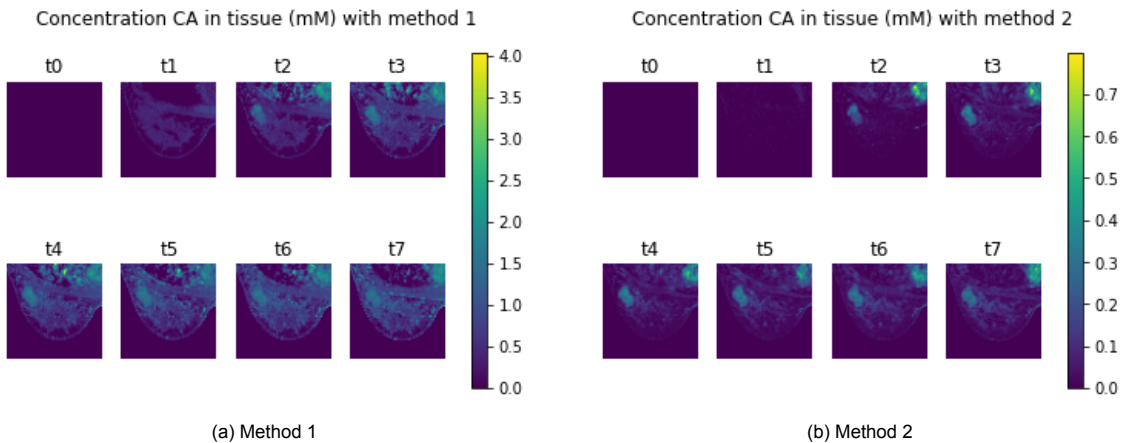 Concentration CA in tissue (mM) with method 1
t0 t1 t2 t3
t4 t5 t6 t7
4.0
3.5
3.0
2.5
2.0
1.5
1.0
0.5
0.0
(a) Method 1
Concentration CA in tissue (mM) with method 2
t0 t1 t2 t3
t4 t5 t6 t7
0.7
0.6
0.5
0.4
0.3
0.2
0.1
0.0
(b) Method 2